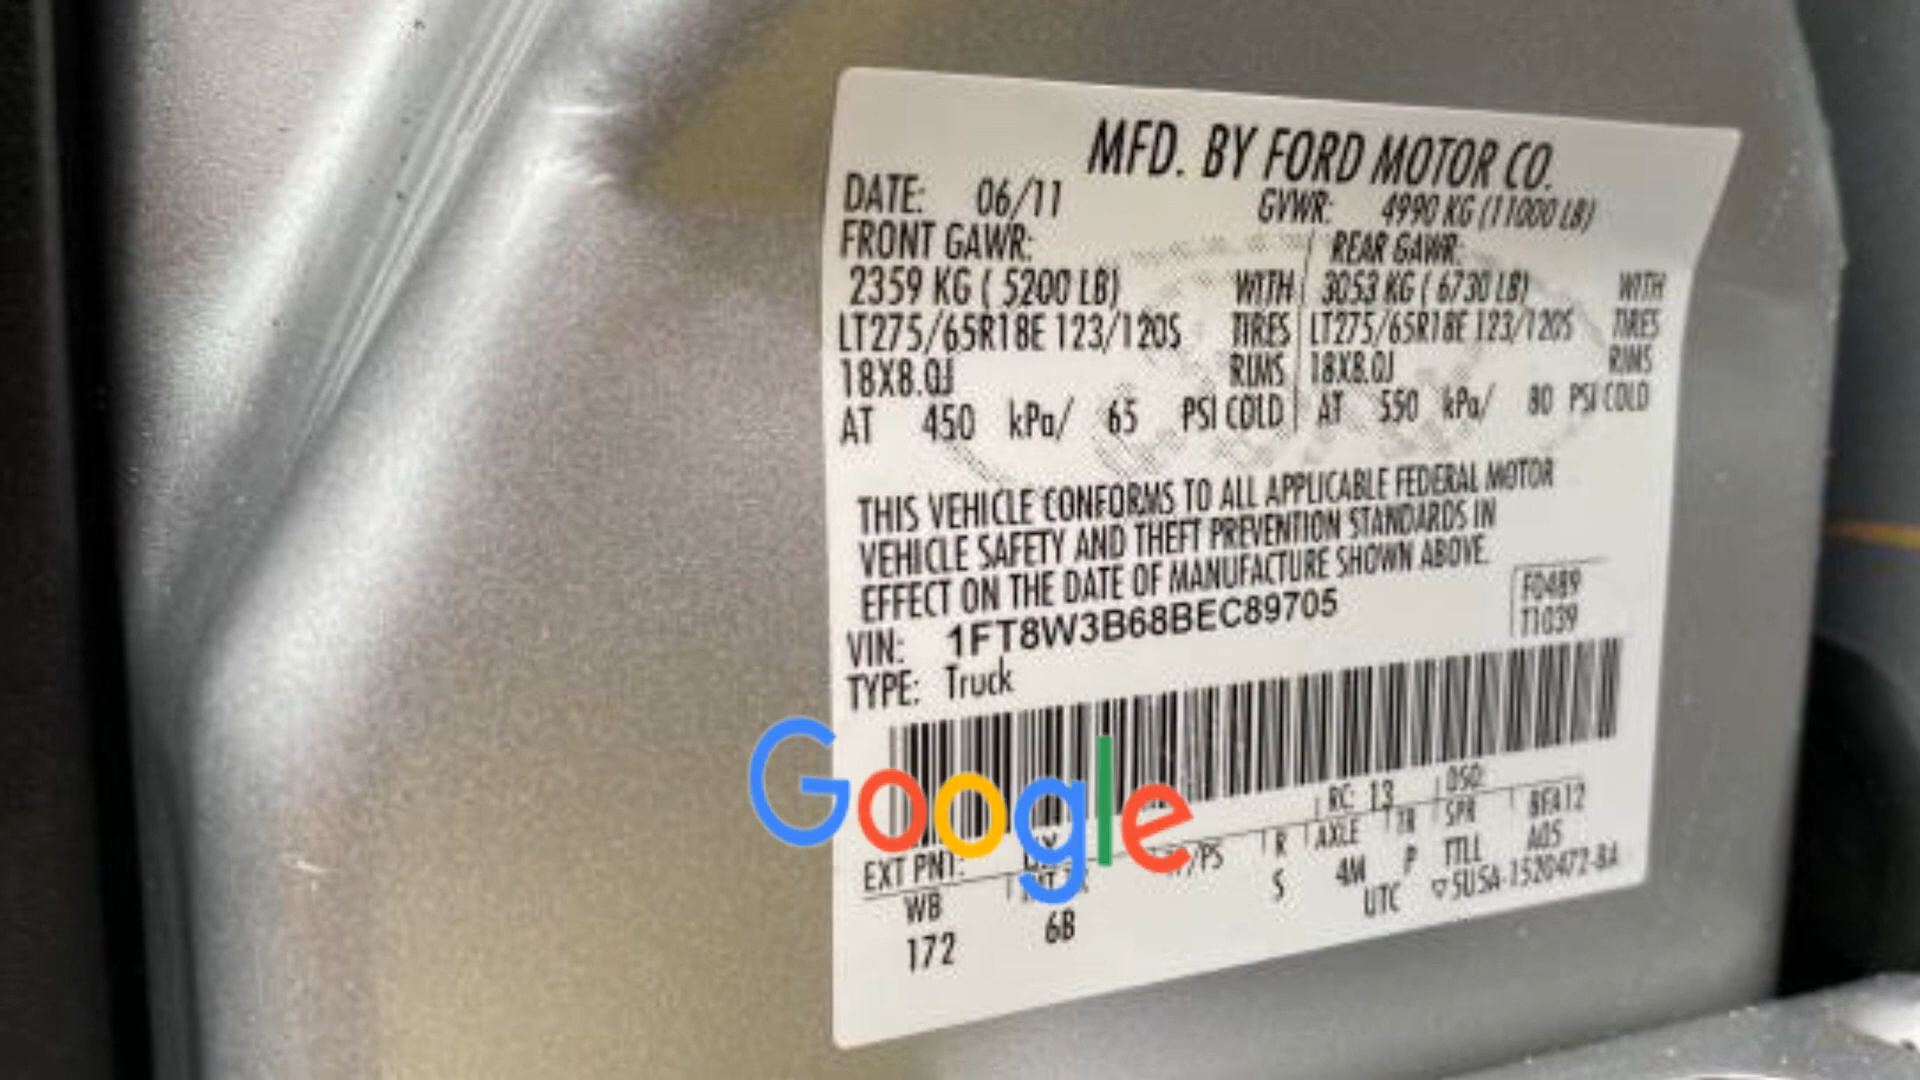 MFD. BY FORD MOTOR CO.
DATE: 06/11 GVWR: 4990 KG (11000 LB)
FRONT GAWR: REAR GAWR:
2359 KG ( 5200 LB) WITH 3053 KG ( 6730 LB) WITH
LT275/65R18E 123/120S TIRES LT275/65R18E 123/120S TIRES
18X8.0J RIMS 18X8.0J RIMS
AT 450 kPa/ 65 PSI COLD AT 550 kPa/ 80 PSI COLD
THIS VEHICLE CONFORMS TO ALL APPLICABLE FEDERAL MOTOR
VEHICLE SAFETY AND THEFT PREVENTION STANDARDS IN
EFFECT ON THE DATE OF MANUFACTURE SHOWN ABOVE.
F0489
T1039
VIN: 1FT8W3B68BEC89705
TYPE: Truck
Google
EXT PNT: RC: 13 DSO:
WB R AXLE TR SPR 8FA12
172 6B S 4M P TTLL A05
UTC ▽5U5A-1520472-BA